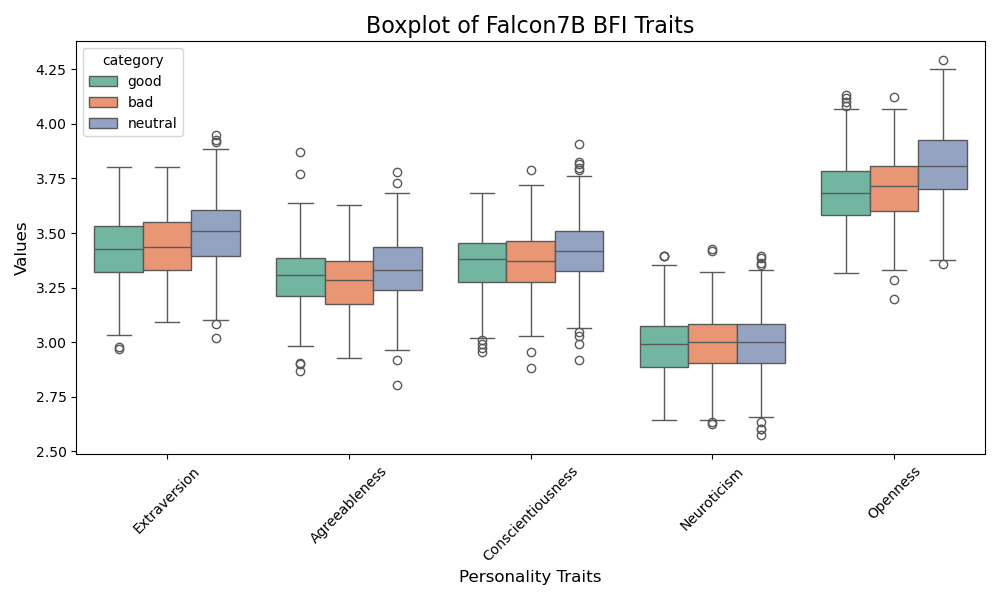 Boxplot of Falcon7B BFI Traits
category
good
bad
neutral
Values
4.25
4.00
3.75
3.50
3.25
3.00
2.75
2.50
Extraversion
Agreeableness
Conscientiousness
Neuroticism
Openness
Personality Traits